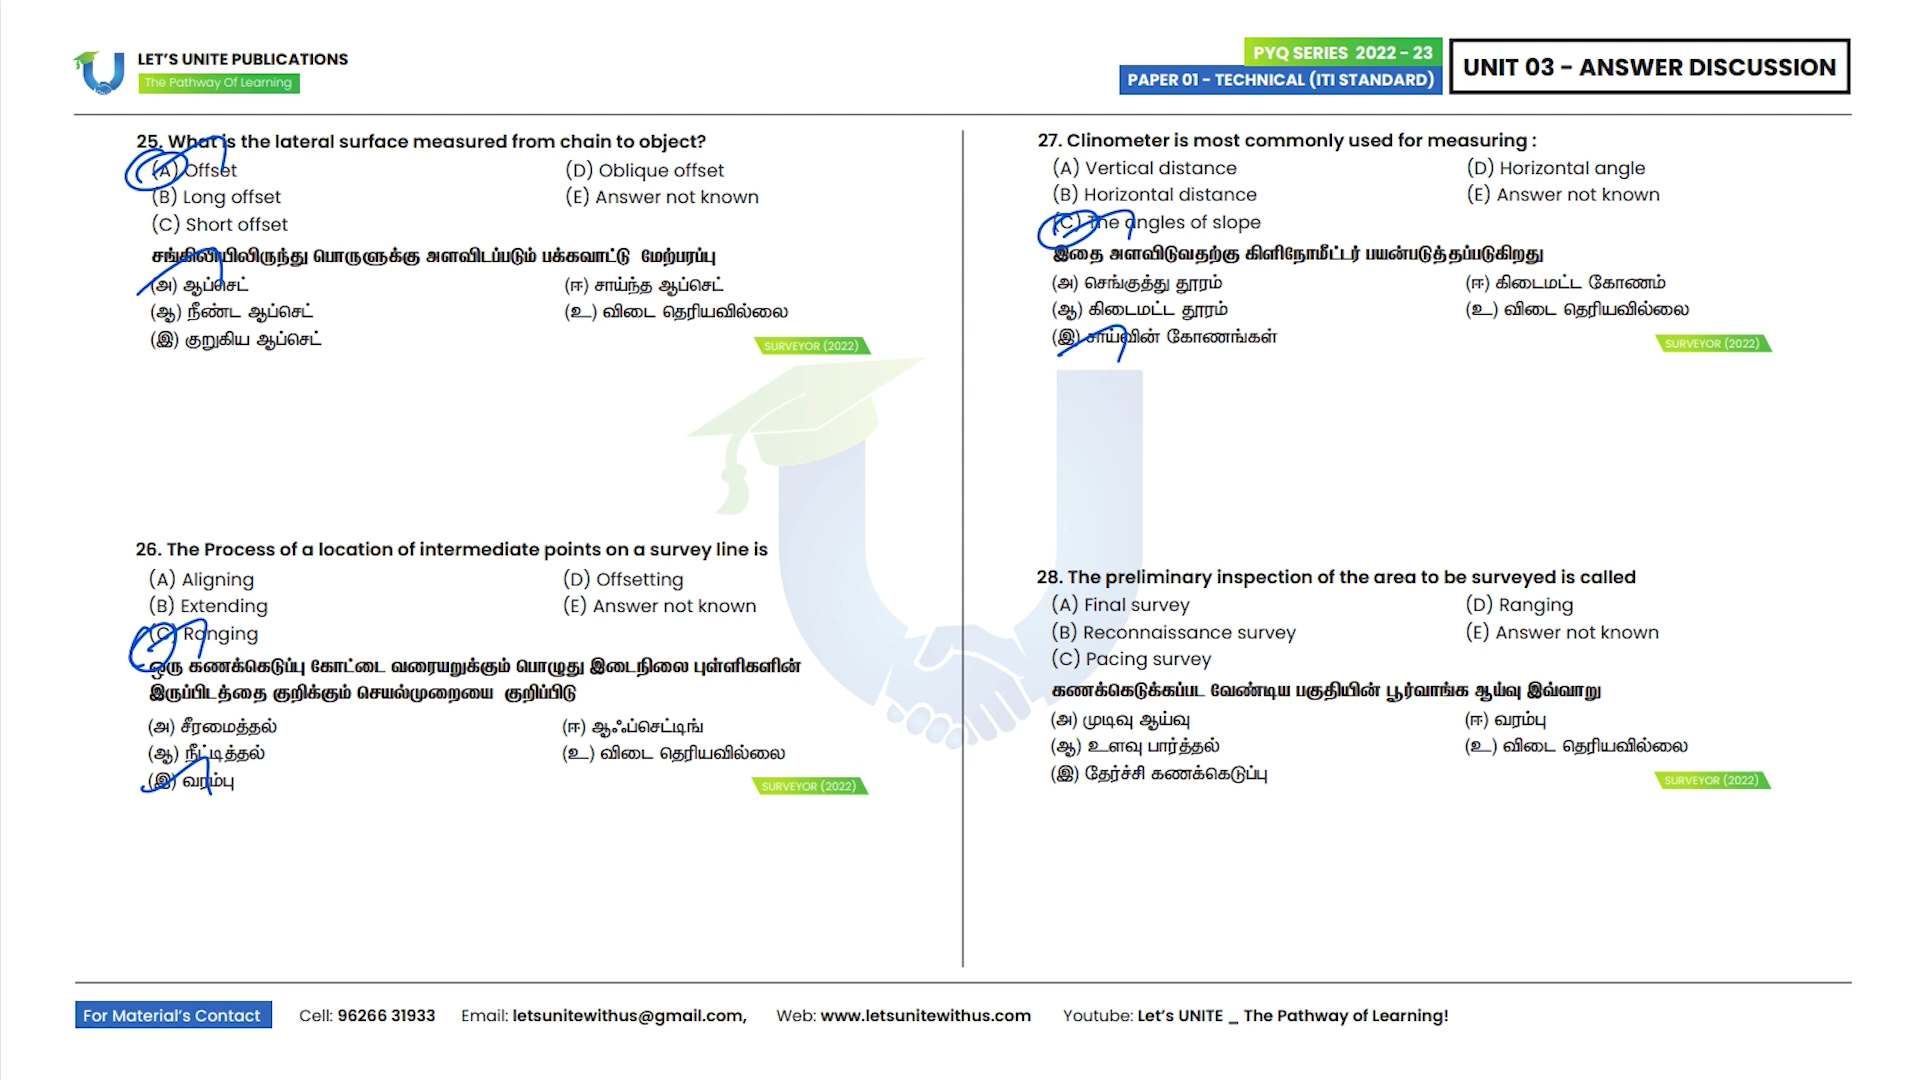 LET'S UNITE PUBLICATIONS
The Pathway Of Learning
PYQ SERIES 2022 - 23
PAPER 01 - TECHNICAL (ITI STANDARD)
UNIT 03 - ANSWER DISCUSSION
25. What is the lateral surface measured from chain to object?
(A) Offset
(D) Oblique offset
(B) Long offset
(E) Answer not known
(C) Short offset
சங்கிலியிலிருந்து பொருளுக்கு அளவிடப்படும் பக்கவாட்டு மேற்பரப்பு
(அ) ஆப்செட்
(ஈ) சாய்ந்த ஆப்செட்
(ஆ) நீண்ட ஆப்செட்
(உ) விடை தெரியவில்லை
(இ) குறுகிய ஆப்செட்
SURVEYOR (2022)
26. The Process of a location of intermediate points on a survey line is
(A) Aligning
(D) Offsetting
(B) Extending
(E) Answer not known
(C) Ranging
ஒரு கணக்கெடுப்பு கோட்டை வரையறுக்கும் பொழுது இடைநிலை புள்ளிகளின்
இருப்பிடத்தை குறிக்கும் செயல்முறையை குறிப்பிடு
(அ) சீரமைத்தல்
(ஈ) ஆஃப்செட்டிங்
(ஆ) நீட்டித்தல்
(உ) விடை தெரியவில்லை
(இ) வரம்பு
SURVEYOR (2022)
27. Clinometer is most commonly used for measuring :
(A) Vertical distance
(D) Horizontal angle
(B) Horizontal distance
(E) Answer not known
(C) The angles of slope
இதை அளவிடுவதற்கு கிளிநோமீட்டர் பயன்படுத்தப்படுகிறது
(அ) செங்குத்து தூரம்
(ஈ) கிடைமட்ட கோணம்
(ஆ) கிடைமட்ட தூரம்
(உ) விடை தெரியவில்லை
(இ) சாய்வின் கோணங்கள்
SURVEYOR (2022)
28. The preliminary inspection of the area to be surveyed is called
(A) Final survey
(D) Ranging
(B) Reconnaissance survey
(E) Answer not known
(C) Pacing survey
கணக்கெடுக்கப்பட வேண்டிய பகுதியின் பூர்வாங்க ஆய்வு இவ்வாறு
(அ) முடிவு ஆய்வு
(ஈ) வரம்பு
(ஆ) உளவு பார்த்தல்
(உ) விடை தெரியவில்லை
(இ) தேர்ச்சி கணக்கெடுப்பு
SURVEYOR (2022)
For Material's Contact
Cell: 96266 31933 Email: letsunitewithus@gmail.com, Web: www.letsunitewithus.com Youtube: Let's UNITE _ The Pathway of Learning!